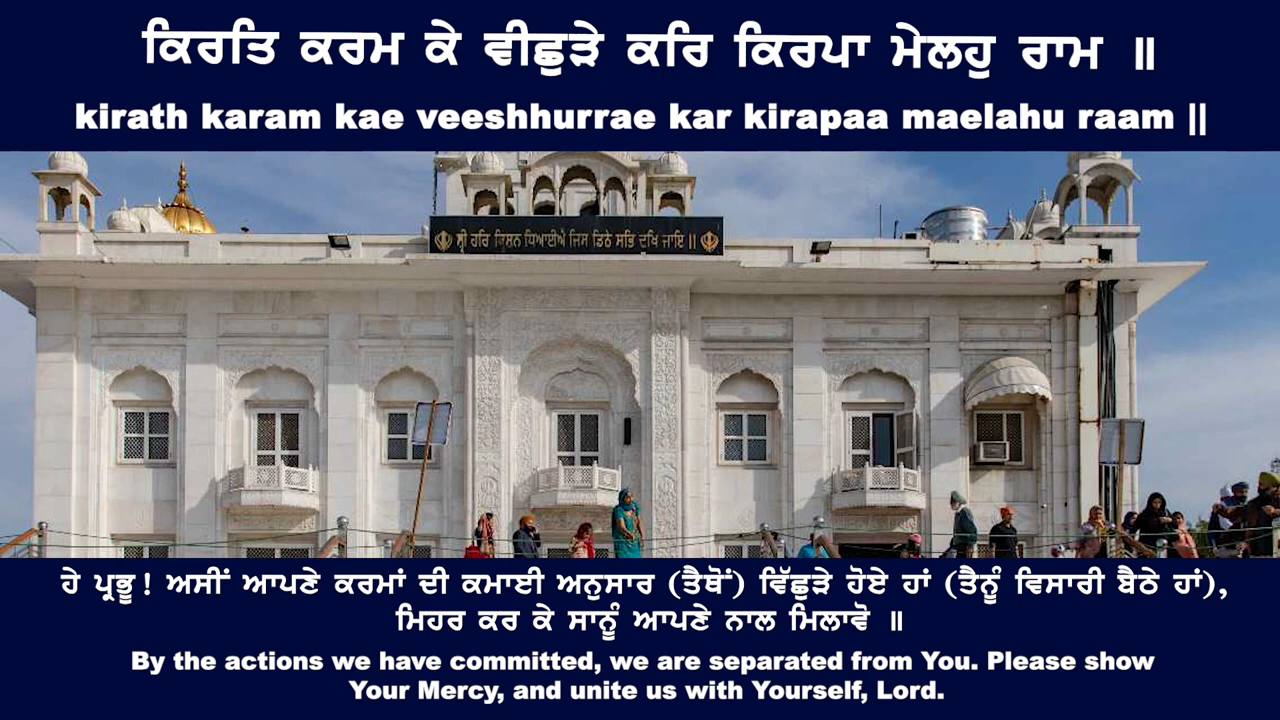 ਕਿਰਤਿ ਕਰਮ ਕੇ ਵੀਛੁੜੇ ਕਰਿ ਕਿਰਪਾ ਮੇਲਹੁ ਰਾਮ ॥
kirath karam kae veeshhurrae kar kirapaa maelahu raam ||
ਸ੍ਰੀ ਹਰਿ ਕ੍ਰਿਸ਼ਨ ਧਿਆਈਐ ਜਿਸ ਡਿਠੇ ਸਭਿ ਦੁਖਿ ਜਾਇ ॥
ਹੇ ਪ੍ਰਭੂ! ਅਸੀਂ ਆਪਣੇ ਕਰਮਾਂ ਦੀ ਕਮਾਈ ਅਨੁਸਾਰ (ਤੈਥੋਂ) ਵਿੱਛੁੜੇ ਹੋਏ ਹਾਂ (ਤੈਨੂੰ ਵਿਸਾਰੀ ਬੈਠੇ ਹਾਂ),
ਮਿਹਰ ਕਰ ਕੇ ਸਾਨੂੰ ਆਪਣੇ ਨਾਲ ਮਿਲਾਵੋ ॥
By the actions we have committed, we are separated from You. Please show
Your Mercy, and unite us with Yourself, Lord.